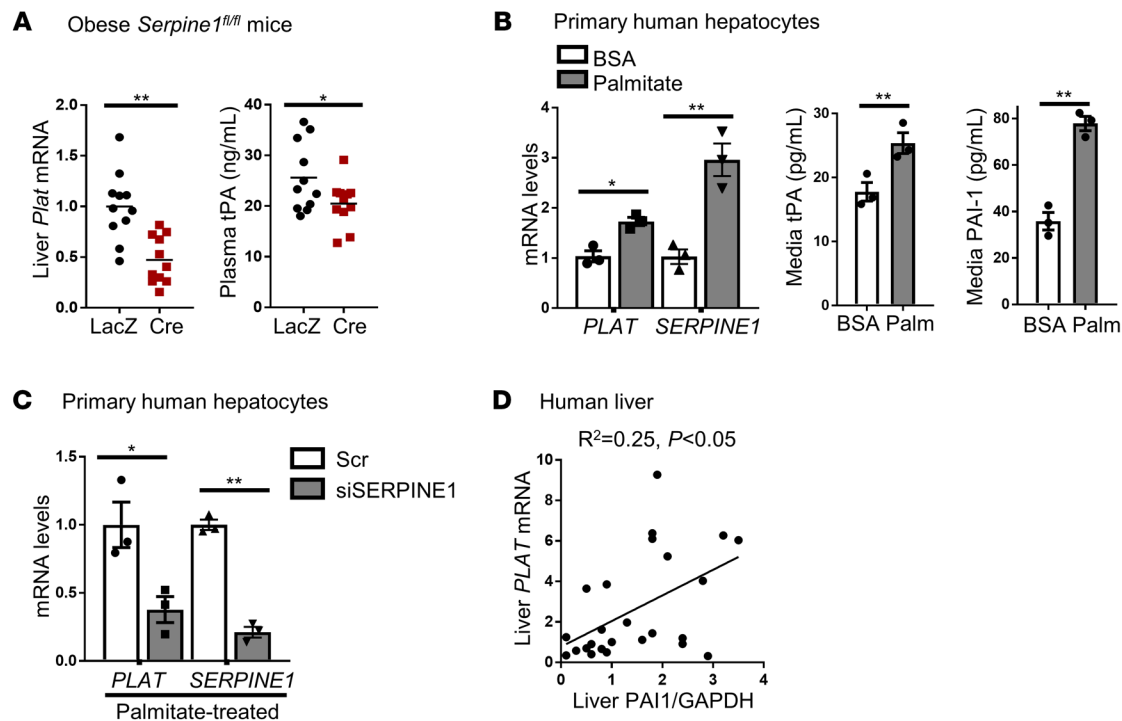 A Obese Serpine1fl/fl mice
**
2.0
1.5
1.0
0.5
0.0
Liver Plat mRNA
LacZ Cre
*
40
30
20
10
0
Plasma tPA (ng/mL)
LacZ Cre
B Primary human hepatocytes
BSA
Palmitate
4
3
2
1
0
mRNA levels
*
**
PLAT SERPINE1
**
30
20
10
0
Media tPA (pg/mL)
BSA Palm
**
80
60
40
20
0
Media PAI-1 (pg/mL)
BSA Palm
C Primary human hepatocytes
Scr
siSERPINE1
*
**
1.5
1.0
0.5
0.0
mRNA levels
PLAT SERPINE1
Palmitate-treated
D Human liver
R²=0.25, P<0.05
10
8
6
4
2
0
Liver PLAT mRNA
0 1 2 3 4
Liver PAI1/GAPDH